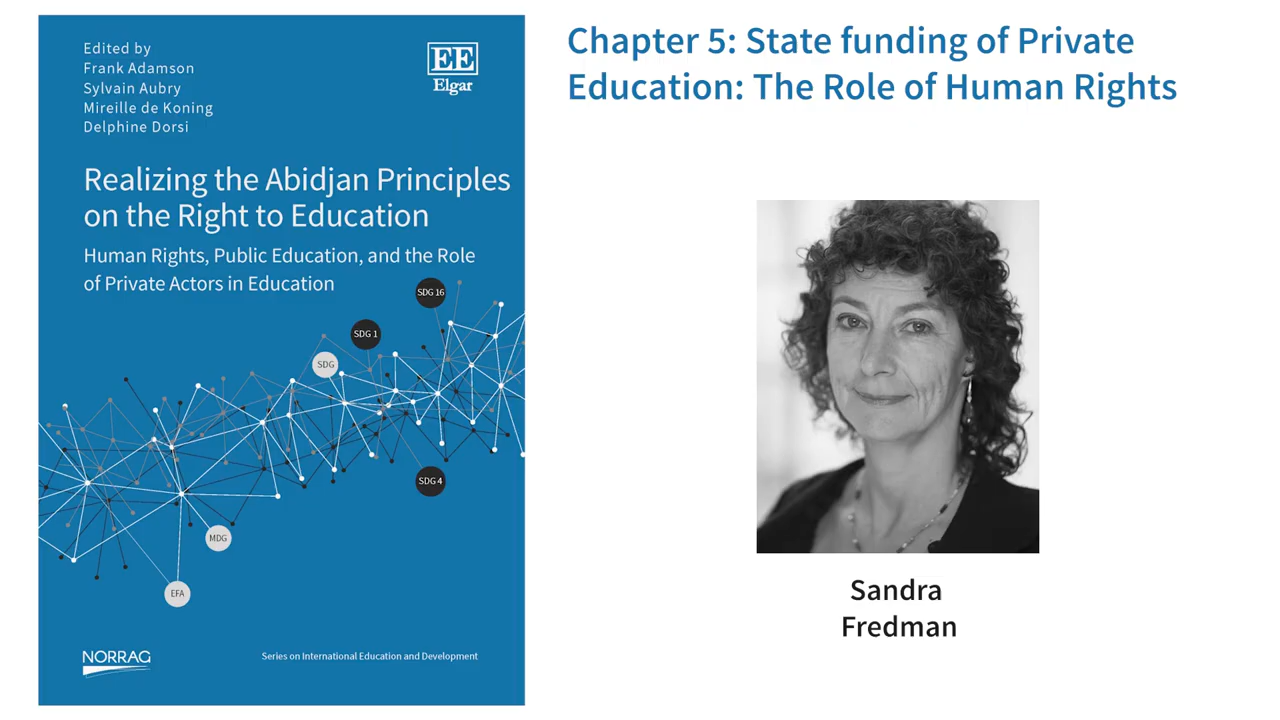 Edited by
Frank Adamson
Sylvain Aubry
Mireille de Koning
Delphine Dorsi
EE
Elgar
Realizing the Abidjan Principles
on the Right to Education
Human Rights, Public Education, and the Role
of Private Actors in Education
SDG 16
SDG 1
SDG
SDG 4
MDG
EFA
NORRAG
Series on International Education and Development
Chapter 5: State funding of Private
Education: The Role of Human Rights
Sandra
Fredman